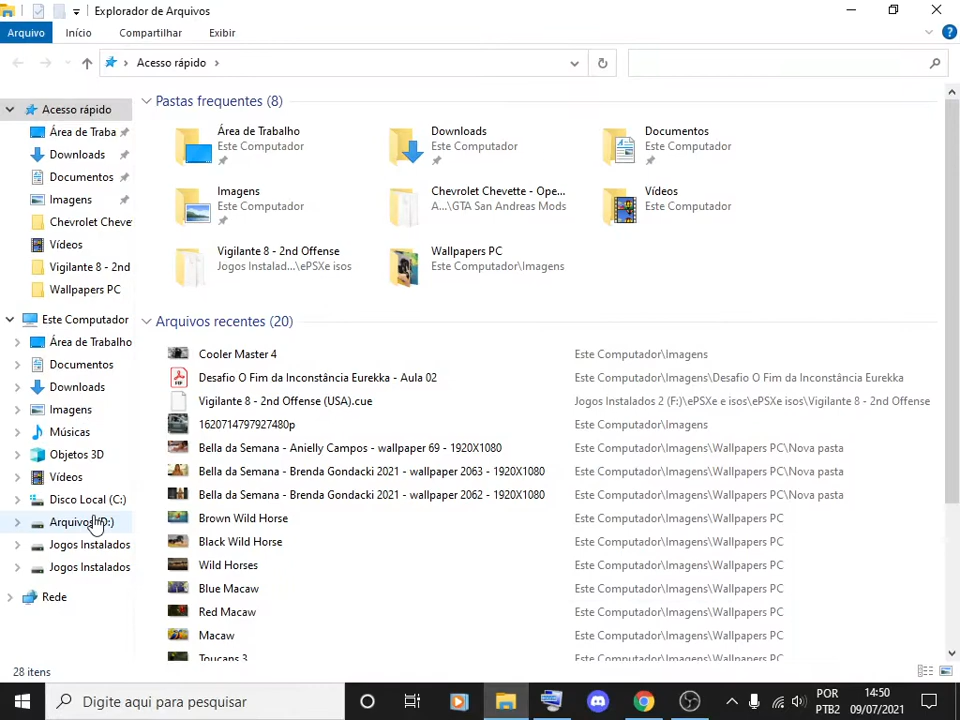 Explorador de Arquivos
Arquivo Início Compartilhar Exibir
Acesso rápido
Acesso rápido
Área de Traba
Downloads
Documentos
Imagens
Chevrolet Cheve
Vídeos
Vigilante 8 - 2nd
Wallpapers PC
Este Computador
Área de Trabalho
Documentos
Downloads
Imagens
Músicas
Objetos 3D
Vídeos
Disco Local (C:)
Arquivos (D:)
Jogos Instalados
Jogos Instalados
Rede
Pastas frequentes (8)
Área de Trabalho
Este Computador
Downloads
Este Computador
Documentos
Este Computador
Imagens
Este Computador
Chevrolet Chevette - Ope...
A...\GTA San Andreas Mods
Vídeos
Este Computador
Vigilante 8 - 2nd Offense
Jogos Instalad...\ePSXe isos
Wallpapers PC
Este Computador\Imagens
Arquivos recentes (20)
Cooler Master 4 Este Computador\Imagens
Desafio O Fim da Inconstância Eurekka - Aula 02 Este Computador\Imagens\Desafio O Fim da Inconstância Eurekka
Vigilante 8 - 2nd Offense (USA).cue Jogos Instalados 2 (F:)\ePSXe e isos\ePSXe isos\Vigilante 8 - 2nd Offense
1620714797927480p Este Computador\Imagens
Bella da Semana - Anielly Campos - wallpaper 69 - 1920X1080 Este Computador\Imagens\Wallpapers PC\Nova pasta
Bella da Semana - Brenda Gondacki 2021 - wallpaper 2063 - 1920X1080 Este Computador\Imagens\Wallpapers PC\Nova pasta
Bella da Semana - Brenda Gondacki 2021 - wallpaper 2062 - 1920X1080 Este Computador\Imagens\Wallpapers PC\Nova pasta
Brown Wild Horse Este Computador\Imagens\Wallpapers PC
Black Wild Horse Este Computador\Imagens\Wallpapers PC
Wild Horses Este Computador\Imagens\Wallpapers PC
Blue Macaw Este Computador\Imagens\Wallpapers PC
Red Macaw Este Computador\Imagens\Wallpapers PC
Macaw Este Computador\Imagens\Wallpapers PC
Toucans 3 Este Computador\Imagens\Wallpapers PC
28 itens
Digite aqui para pesquisar
POR
PTB2
14:50
09/07/2021